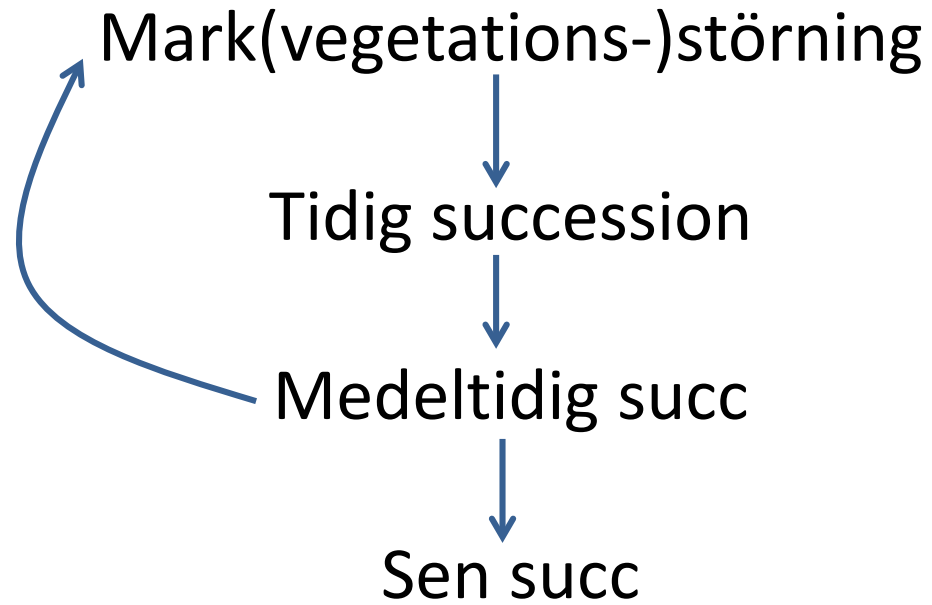 Mark(vegetations-)störning
Tidig succession
Medeltidig succ
Sen succ